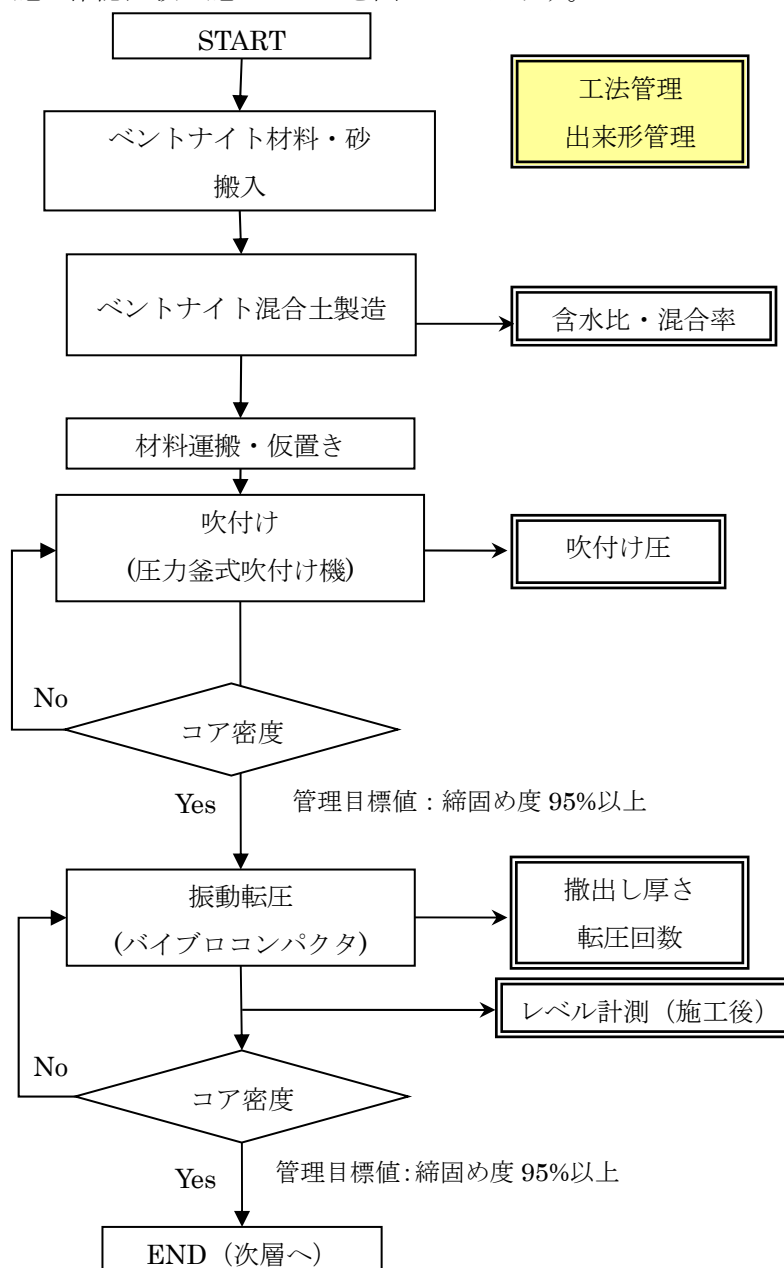 START
工法管理
出来形管理
ベントナイト材料・砂
搬入
ベントナイト混合土製造
含水比・混合率
材料運搬・仮置き
吹付け
(圧力釜式吹付け機)
吹付け圧
No
コア密度
Yes
管理目標値：締固め度 95%以上
振動転圧
(バイブロコンパクタ)
撒出し厚さ
転圧回数
レベル計測（施工後）
No
コア密度
Yes
管理目標値：締固め度 95%以上
END（次層へ）